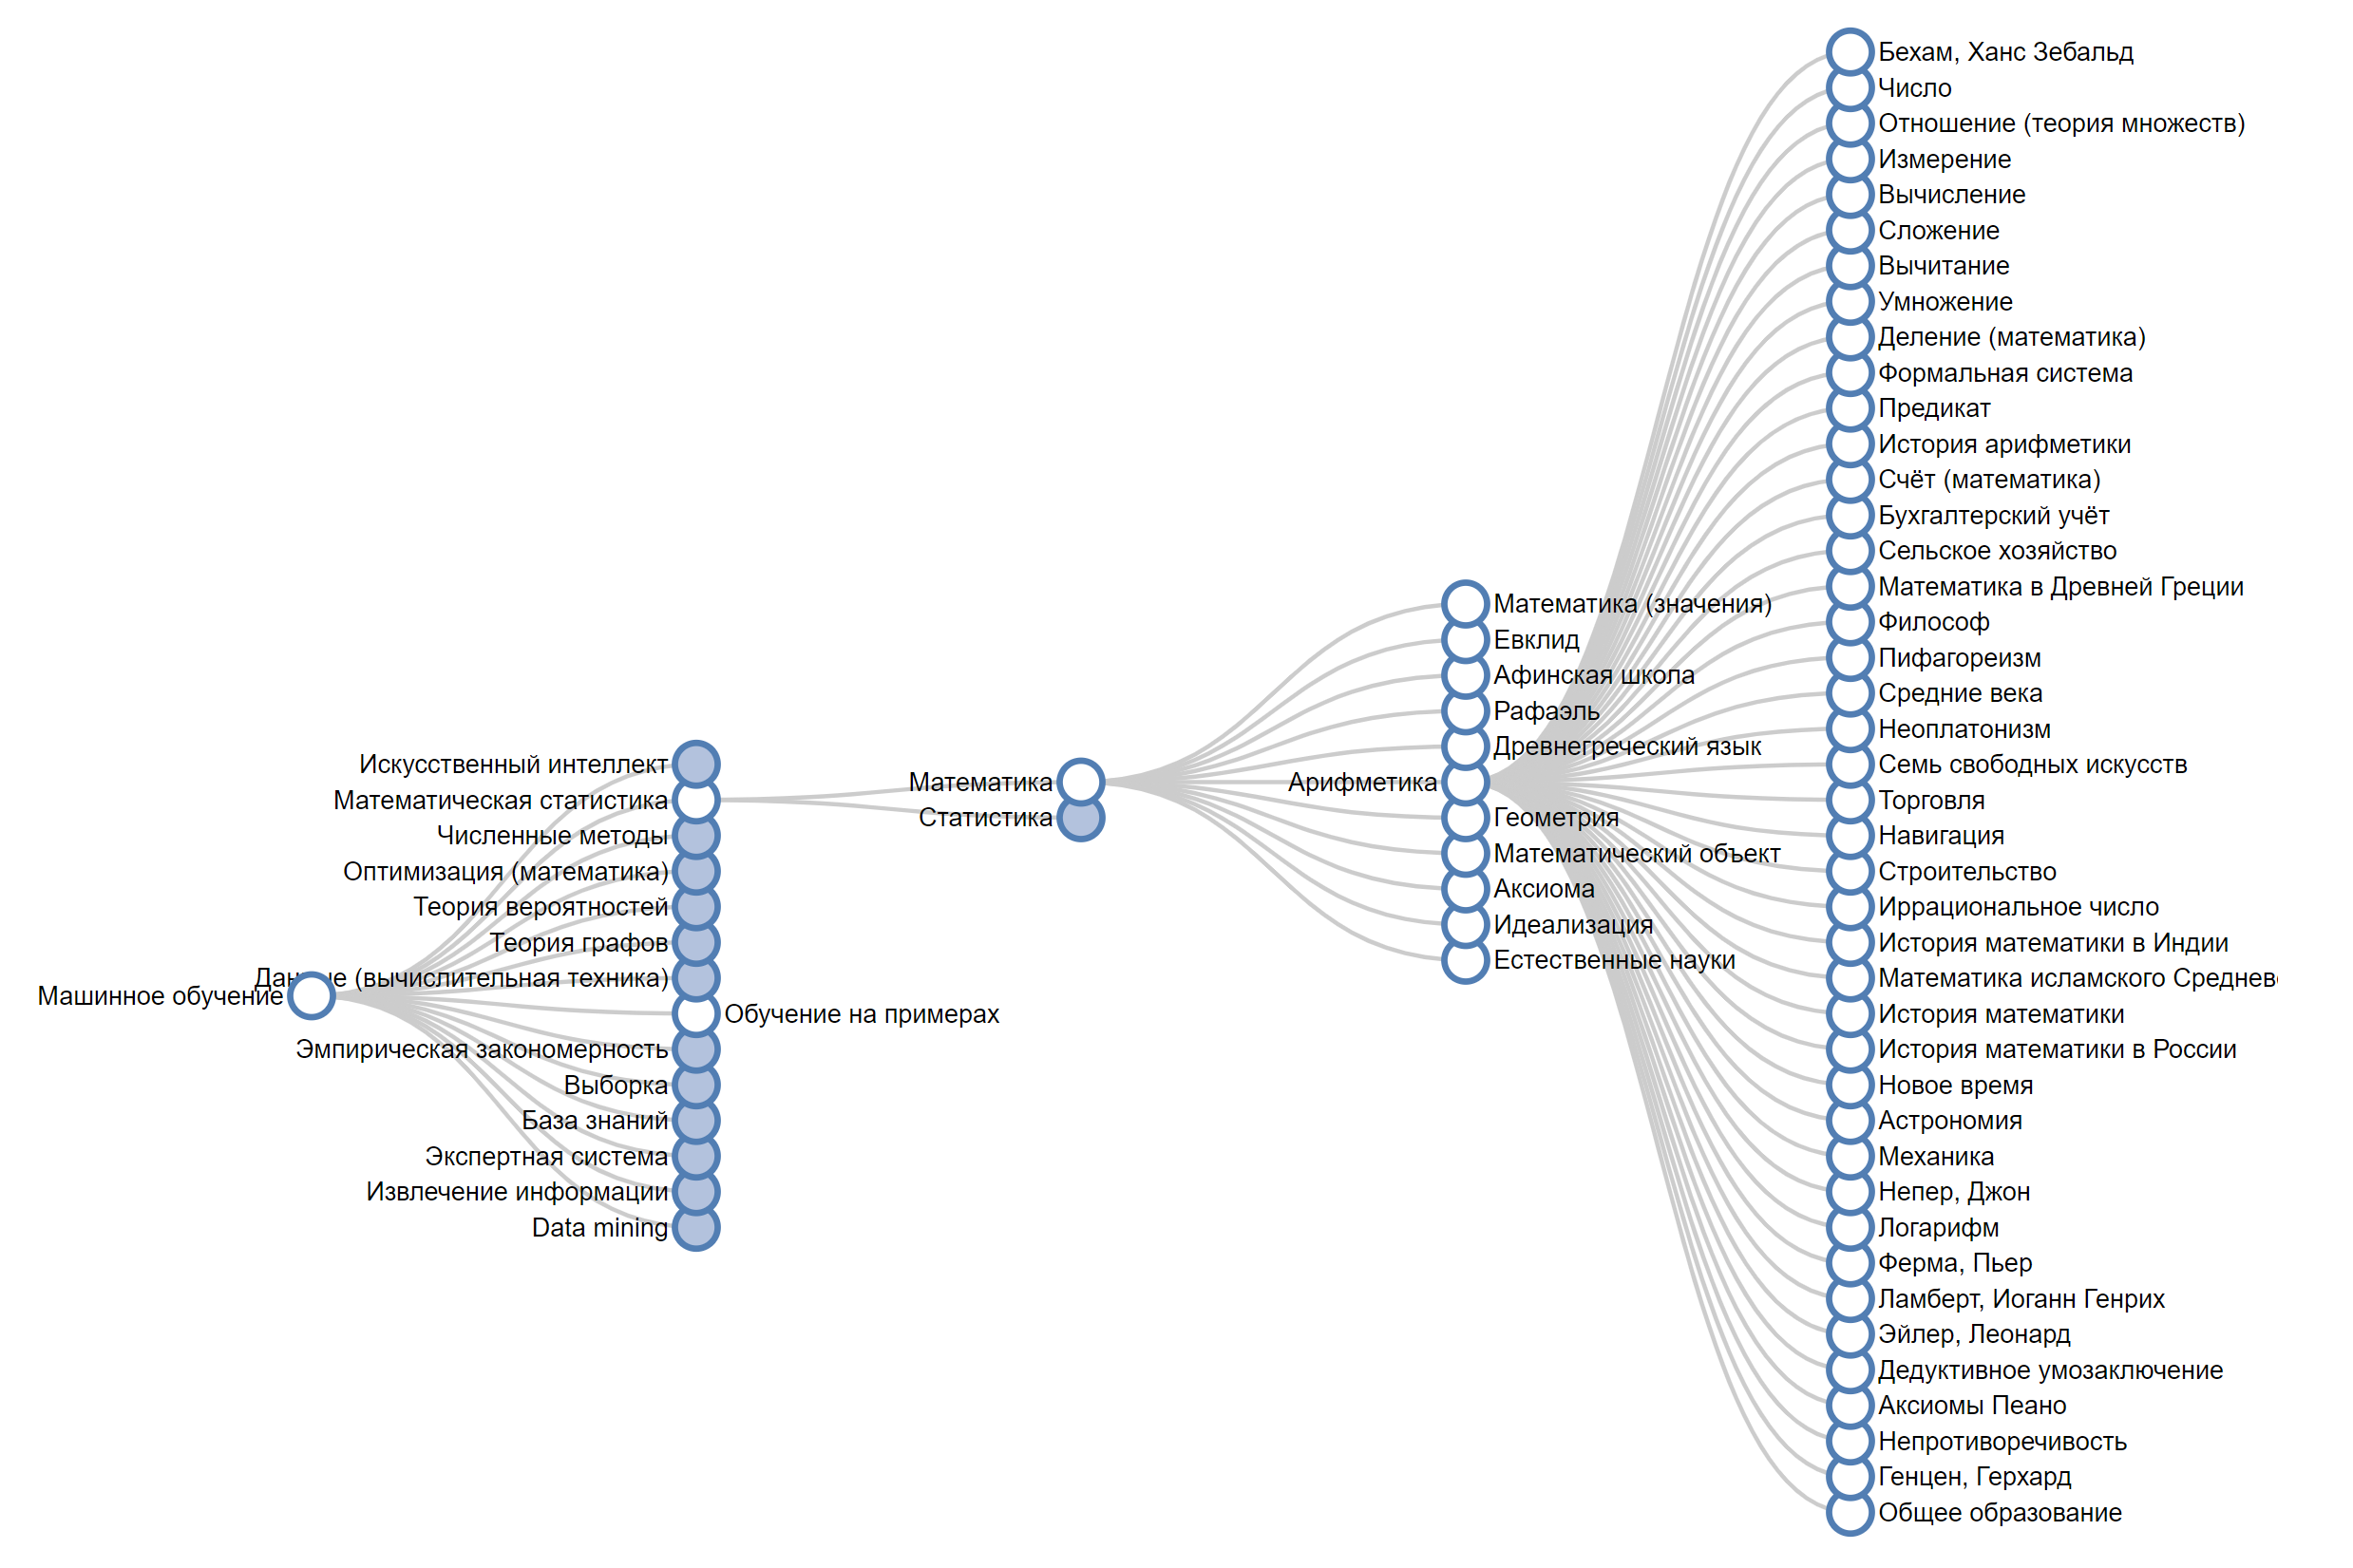 Машинное обучение
Искусственный интеллект
Математическая статистика
Численные методы
Оптимизация (математика)
Теория вероятностей
Теория графов
Данные (вычислительная техника)
Обучение на примерах
Эмпирическая закономерность
Выборка
База знаний
Экспертная система
Извлечение информации
Data mining
Математика
Статистика
Математика (значения)
Евклид
Афинская школа
Рафаэль
Древнегреческий язык
Арифметика
Геометрия
Математический объект
Аксиома
Идеализация
Естественные науки
Бехам, Ханс Зебальд
Число
Отношение (теория множеств)
Измерение
Вычисление
Сложение
Вычитание
Умножение
Деление (математика)
Формальная система
Предикат
История арифметики
Счёт (математика)
Бухгалтерский учёт
Сельское хозяйство
Математика в Древней Греции
Философ
Пифагореизм
Средние века
Неоплатонизм
Семь свободных искусств
Торговля
Навигация
Строительство
Иррациональное число
История математики в Индии
Математика исламского Среднев
История математики
История математики в России
Новое время
Астрономия
Механика
Непер, Джон
Логарифм
Ферма, Пьер
Ламберт, Иоганн Генрих
Эйлер, Леонард
Дедуктивное умозаключение
Аксиомы Пеано
Непротиворечивость
Генцен, Герхард
Общее образование